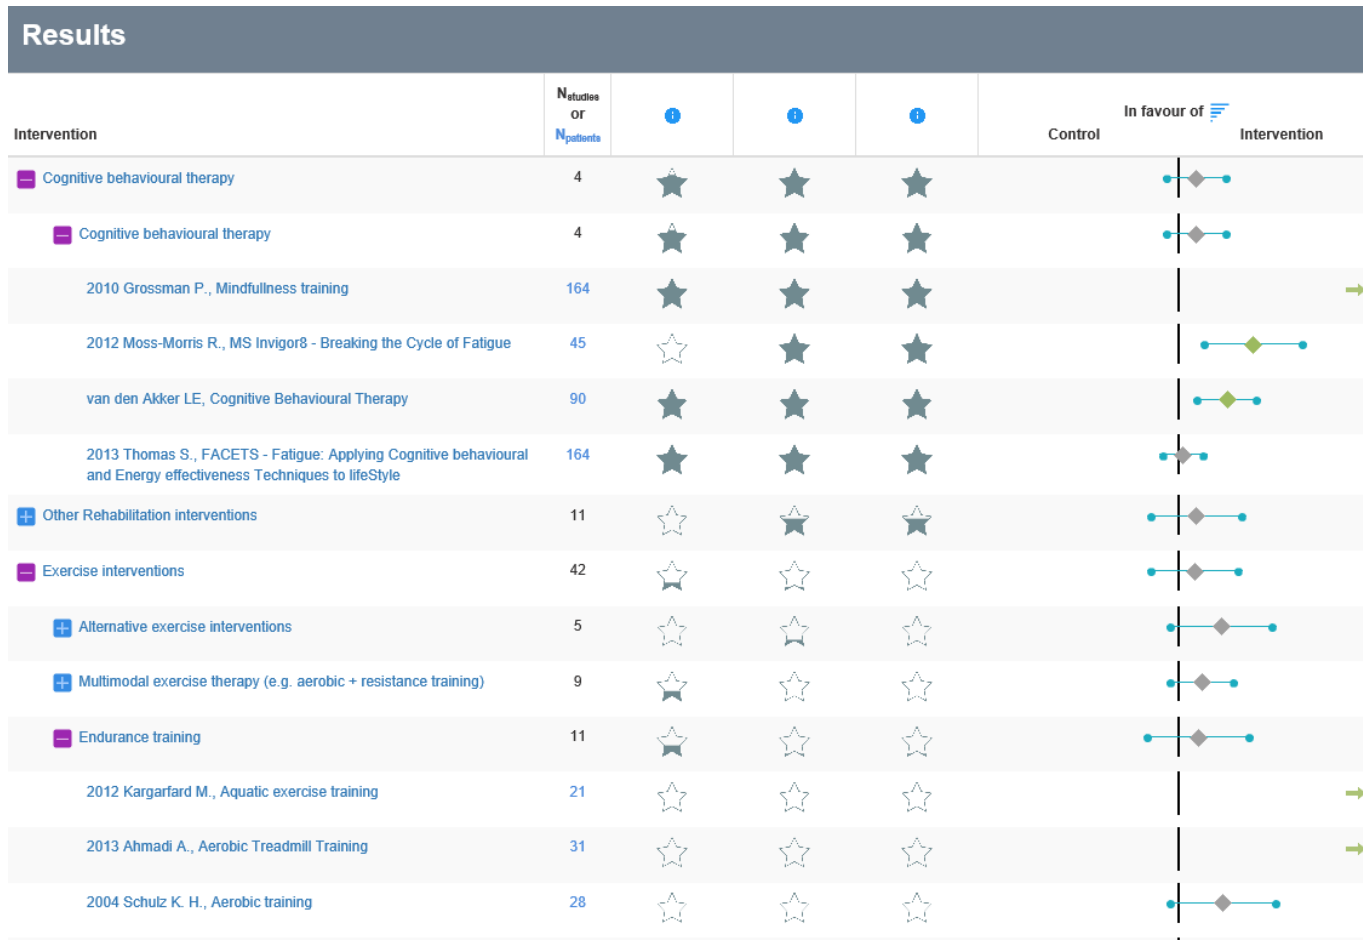 Results
N studies
or
N patients
In favour of
Intervention
Control
Intervention
Cognitive behavioural therapy
4
Cognitive behavioural therapy
4
2010 Grossman P., Mindfullness training
164
2012 Moss-Morris R., MS Invigor8 - Breaking the Cycle of Fatigue
45
van den Akker LE, Cognitive Behavioural Therapy
90
2013 Thomas S., FACETS - Fatigue: Applying Cognitive behavioural
164
and Energy effectiveness Techniques to lifeStyle
Other Rehabilitation interventions
11
Exercise interventions
42
Alternative exercise interventions
5
Multimodal exercise therapy (e.g. aerobic + resistance training)
9
Endurance training
11
2012 Kargarfard M., Aquatic exercise training
21
2013 Ahmadi A., Aerobic Treadmill Training
31
2004 Schulz K. H., Aerobic training
28